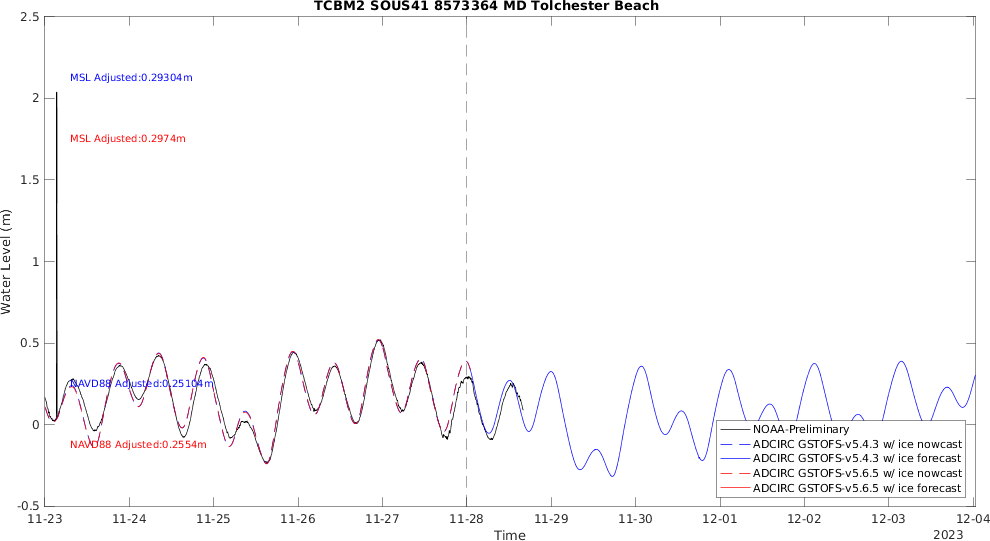 TCBM2 SOUS41 8573364 MD Tolchester Beach
2.5
2
1.5
1
0.5
0
-0.5
Water Level (m)
MSL Adjusted:0.29304m
MSL Adjusted:0.2974m
NAVD88 Adjusted:0.25104m
NAVD88 Adjusted:0.2554m
NOAA-Preliminary
ADCIRC GSTOFS-v5.4.3 w/ ice nowcast
ADCIRC GSTOFS-v5.4.3 w/ ice forecast
ADCIRC GSTOFS-v5.6.5 w/ ice nowcast
ADCIRC GSTOFS-v5.6.5 w/ ice forecast
11-23 11-24 11-25 11-26 11-27 11-28 11-29 11-30 12-01 12-02 12-03 12-04
Time
2023